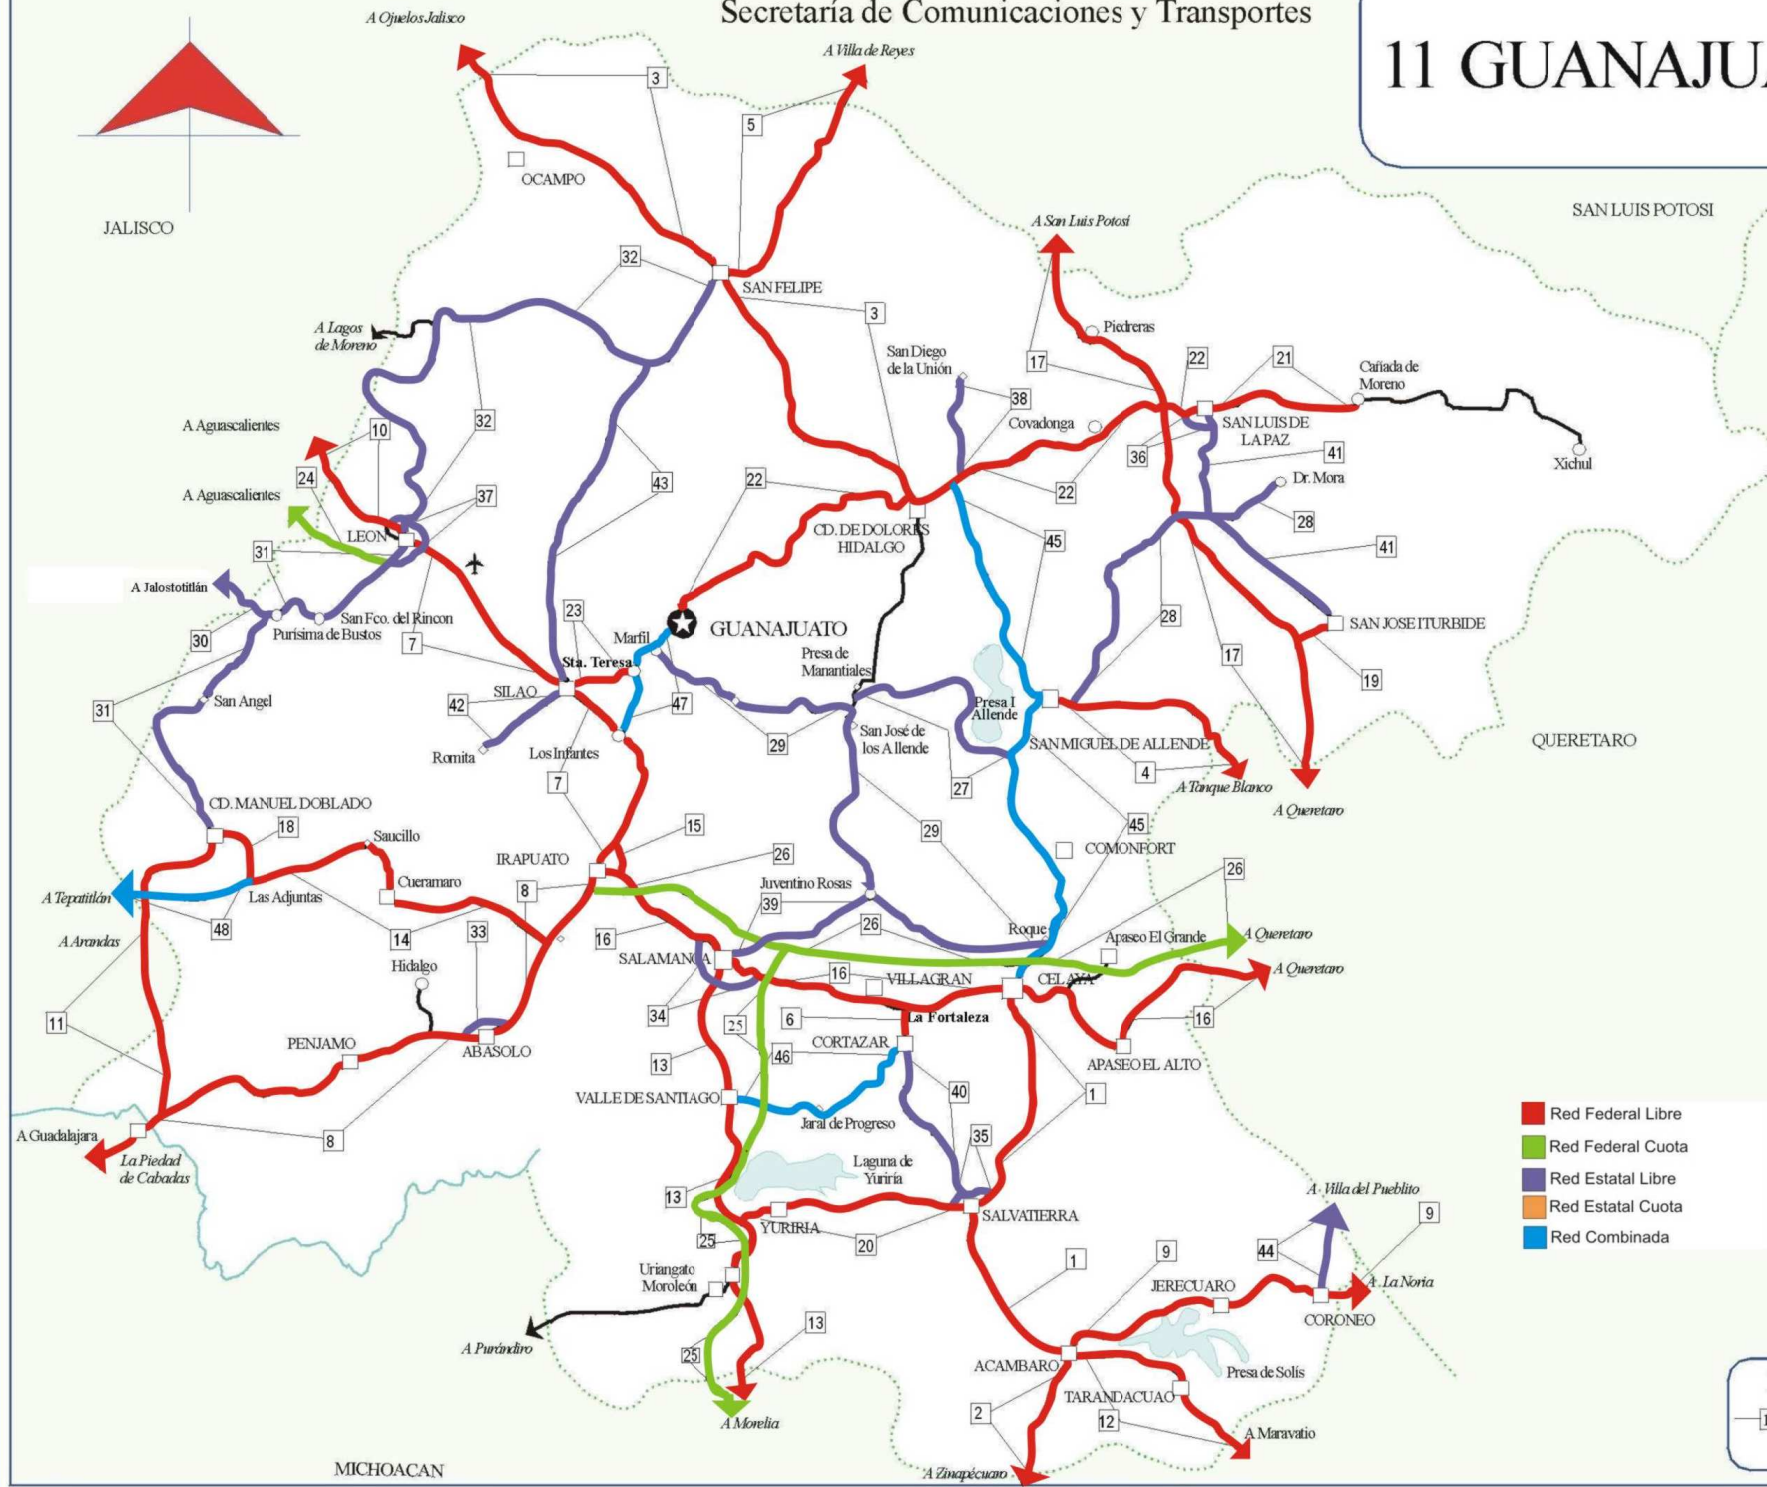 A Ojuelos Jalisco
Secretaría de Comunicaciones y Transportes
A Villa de Reyes
11 GUANAJUA
3
5
OCAMPO
JALISCO
SAN LUIS POTOSI
A San Luis Potosí
32
SAN FELIPE
3
A Lagos
de Moreno
Piedreras
San Diego
de la Unión
17
22
21
Cañada de
Moreno
38
Covadonga
SAN LUIS DE
LA PAZ
32
A Aguascalientes
10
36
41
Xichul
24
A Aguascalientes
37
43
22
22
Dr. Mora
28
LEON
CD. DE DOLORES
HIDALGO
45
41
31
A Jalostotitlán
San Fco. del Rincon
Purísima de Bustos
30
7
23
Marfil
GUANAJUATO
28
SAN JOSE ITURBIDE
Sta. Teresa
Presa de
Manantiales
17
19
SILAO
42
47
San Angel
31
Presa I
Allende
Romita
Los Infantes
29
San José de
los Allende
SAN MIGUEL DE ALLENDE
QUERETARO
7
27
4
A Tanque Blanco
A Queretaro
CD. MANUEL DOBLADO
18
Saucillo
15
29
45
IRAPUATO
26
COMONFORT
26
A Tepatitlán
Las Adjuntas
Cueramaro
8
Juventino Rosas
39
48
14
33
16
26
Roque
Apaseo El Grande
A Queretaro
A Arandas
Hidalgo
SALAMANCA
16
VILLAGRAN
CELAYA
A Queretaro
11
34
25
6
La Fortaleza
16
PENJAMO
ABASOLO
13
46
CORTAZAR
APASEO EL ALTO
VALLE DE SANTIAGO
40
1
Jaral de Progreso
Red Federal Libre
A Guadalajara
8
35
Red Federal Cuota
La Piedad
de Cabadas
Laguna de
Yuriría
Red Estatal Libre
13
A Villa del Pueblito
Red Estatal Cuota
YURIRIA
SALVATIERRA
9
25
20
Red Combinada
Uriangato
Moroleón
1
9
44
JERECUARO
A La Noria
CORONEO
A Purándiro
13
25
ACAMBARO
Presa de Solís
TARANDACUAO
2
12
A Morelia
A Maravatio
MICHOACAN
A Zinapécuaro